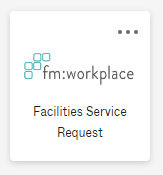 fm:workplace
Facilities Service
Request